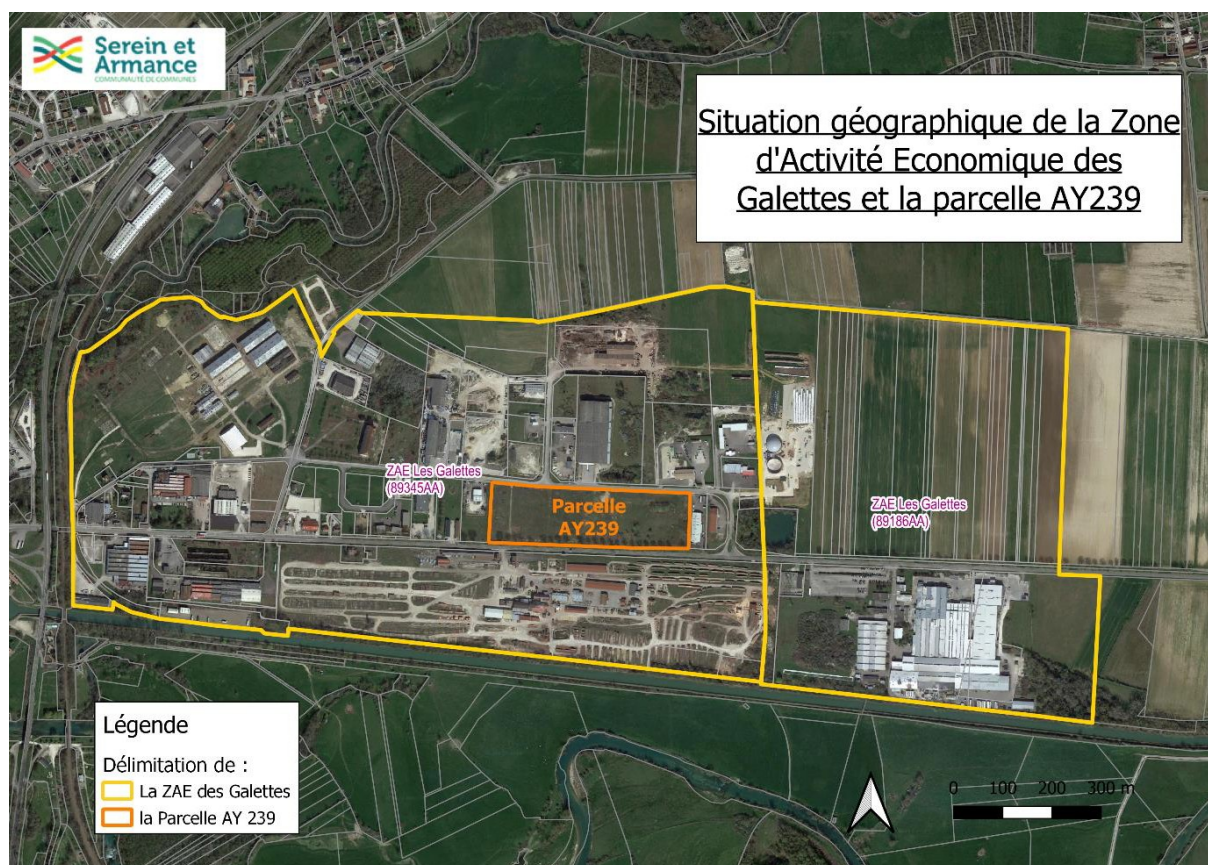 Serein et
Armance
COMMUNAUTÉ DE COMMUNES
Situation géographique de la Zone
d'Activité Economique des
Galettes et la parcelle AY239
ZAE Les Galettes
(89345AA)
Parcelle
AY239
ZAE Les Galettes
(89186AA)
Légende
Délimitation de :
La ZAE des Galettes
la Parcelle AY 239
0 100 200 300 m